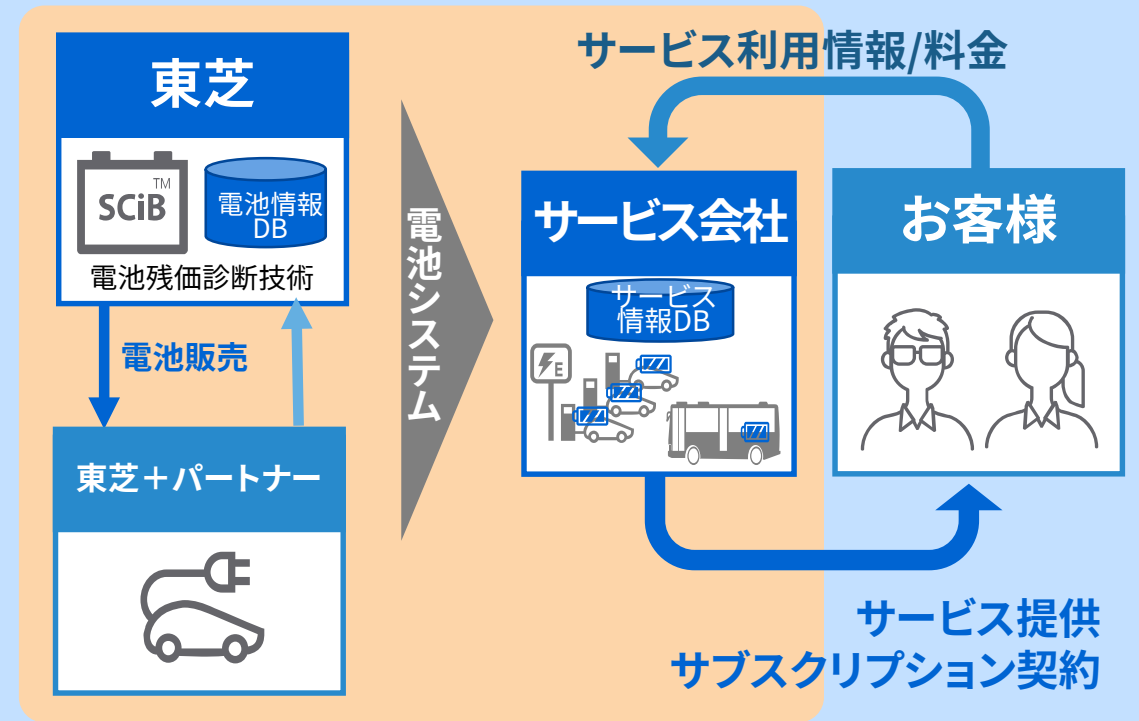 東芝
SCiB
TM
電池情報
DB
電池残価診断技術
電池販売
東芝＋パートナー
電池システム
サービス利用情報/料金
サービス会社
サービス
情報DB
E
お客様
サービス提供
サブスクリプション契約